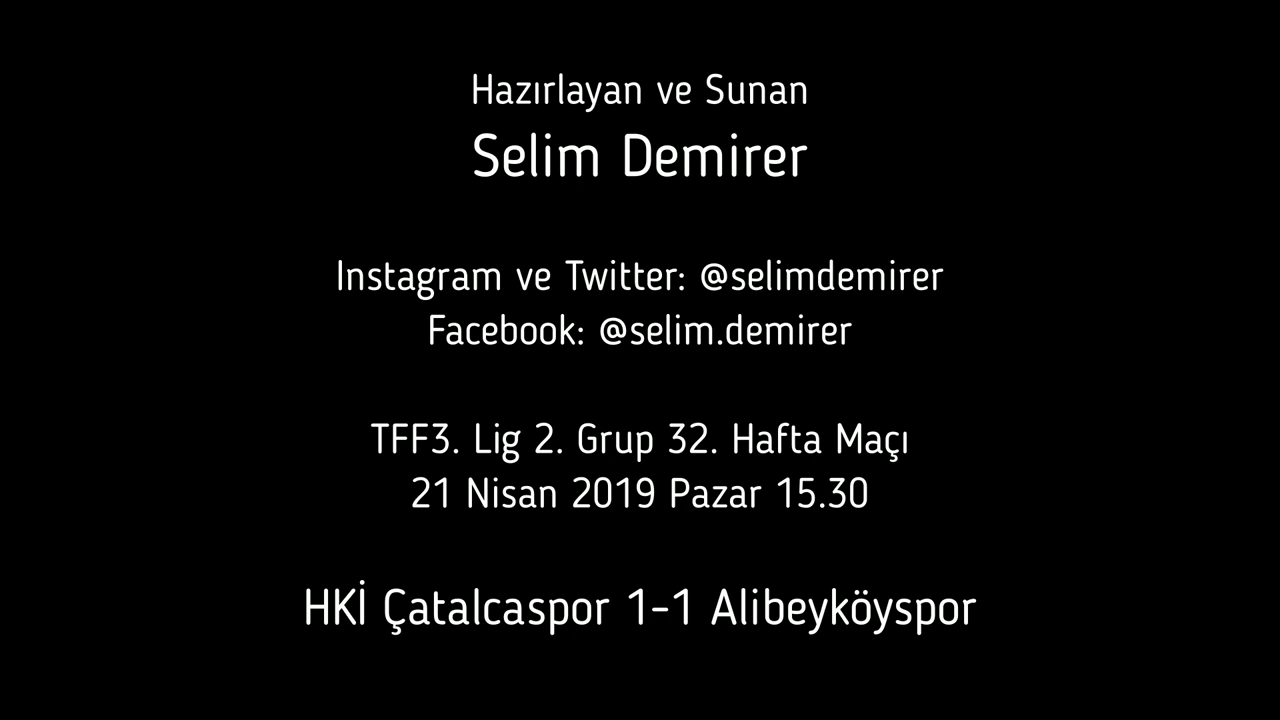 Hazırlayan ve Sunan
Selim Demirer
Instagram ve Twitter: @selimdemirer
Facebook: @selim.demirer
TFF3. Lig 2. Grup 32. Hafta Maçı
21 Nisan 2019 Pazar 15.30
HKİ Çatalcaspor 1-1 Alibeyköyspor